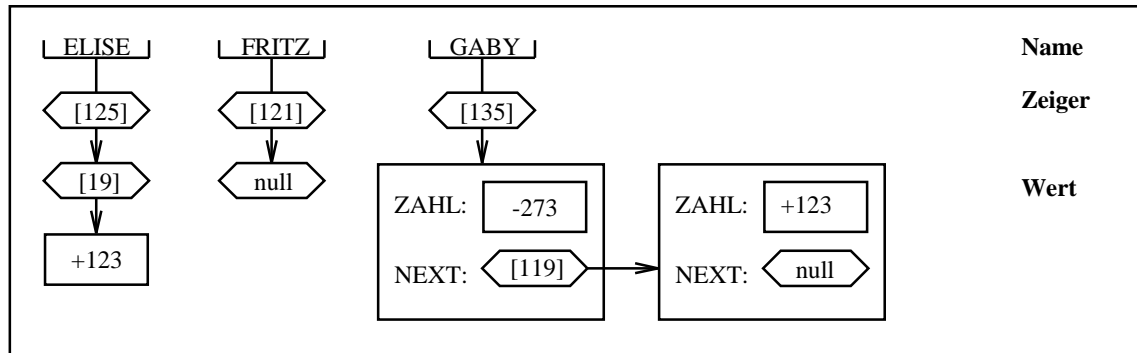 ELISE FRITZ GABY Name
[125] [121] [135] Zeiger
[19] null Wert
ZAHL: -273 ZAHL: +123
+123 NEXT: [119] NEXT: null